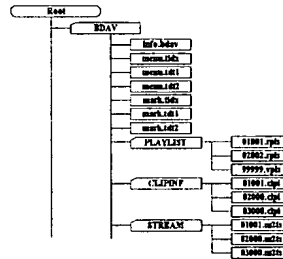 Root
BDAV
info.bdav
menu.tidx
menu.tdt1
menu.tdt2
mark.tidx
mark.tdt1
mark.tdt2
PLAYLIST
01001.rpls
02002.rpls
99999.vpls
CLIPINF
01001.clpi
02000.clpi
03000.clpi
STREAM
01001.m2ts
02000.m2ts
03000.m2ts